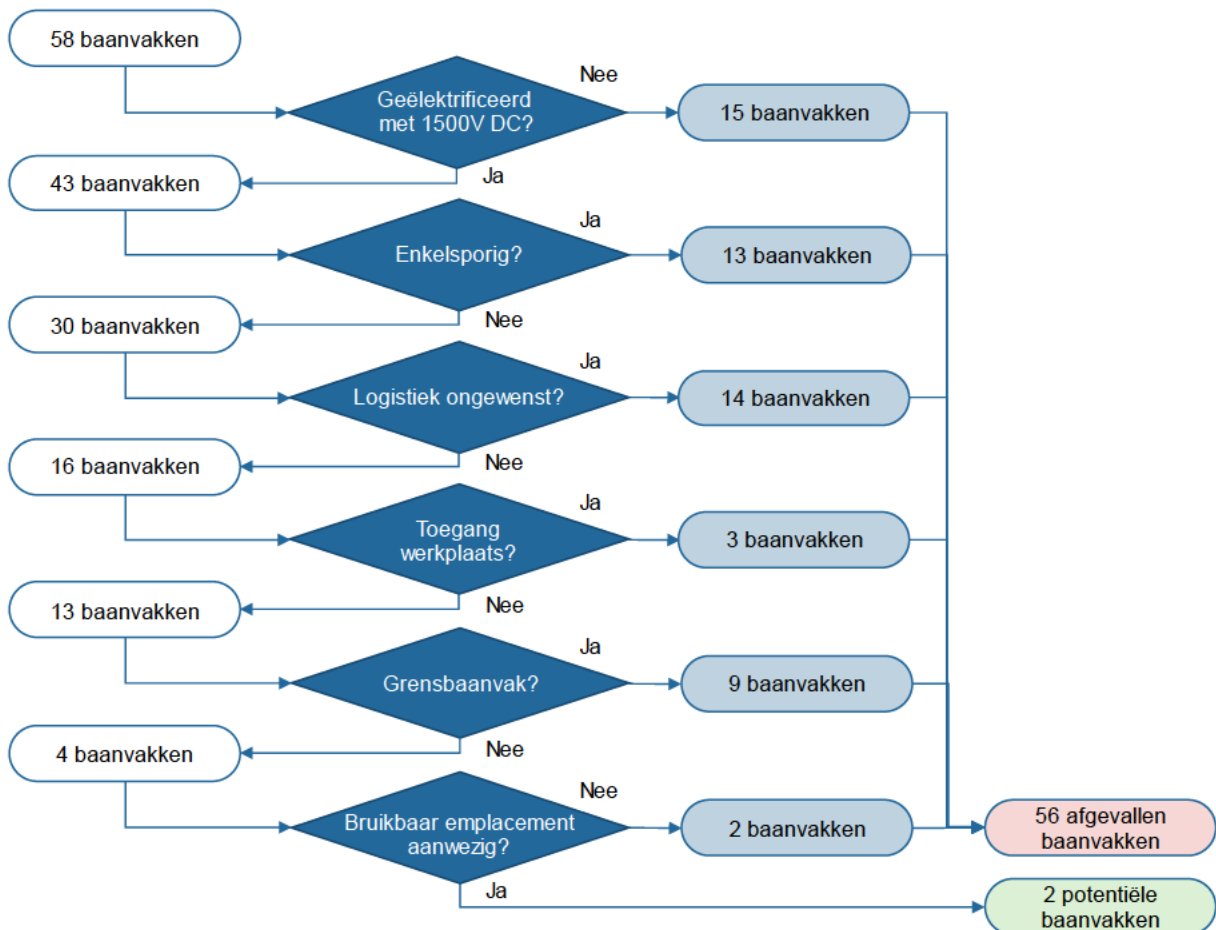 58 baanvakken
Geëlektrificeerd
met 1500V DC?
Nee
15 baanvakken
Ja
43 baanvakken
Enkelsporig?
Ja
13 baanvakken
Nee
30 baanvakken
Logistiek ongewenst?
Ja
14 baanvakken
Nee
16 baanvakken
Toegang
werkplaats?
Ja
3 baanvakken
Nee
13 baanvakken
Grensbaanvak?
Ja
9 baanvakken
Nee
4 baanvakken
Bruikbaar emplacement
aanwezig?
Nee
2 baanvakken
56 afgevallen
baanvakken
Ja
2 potentiële
baanvakken